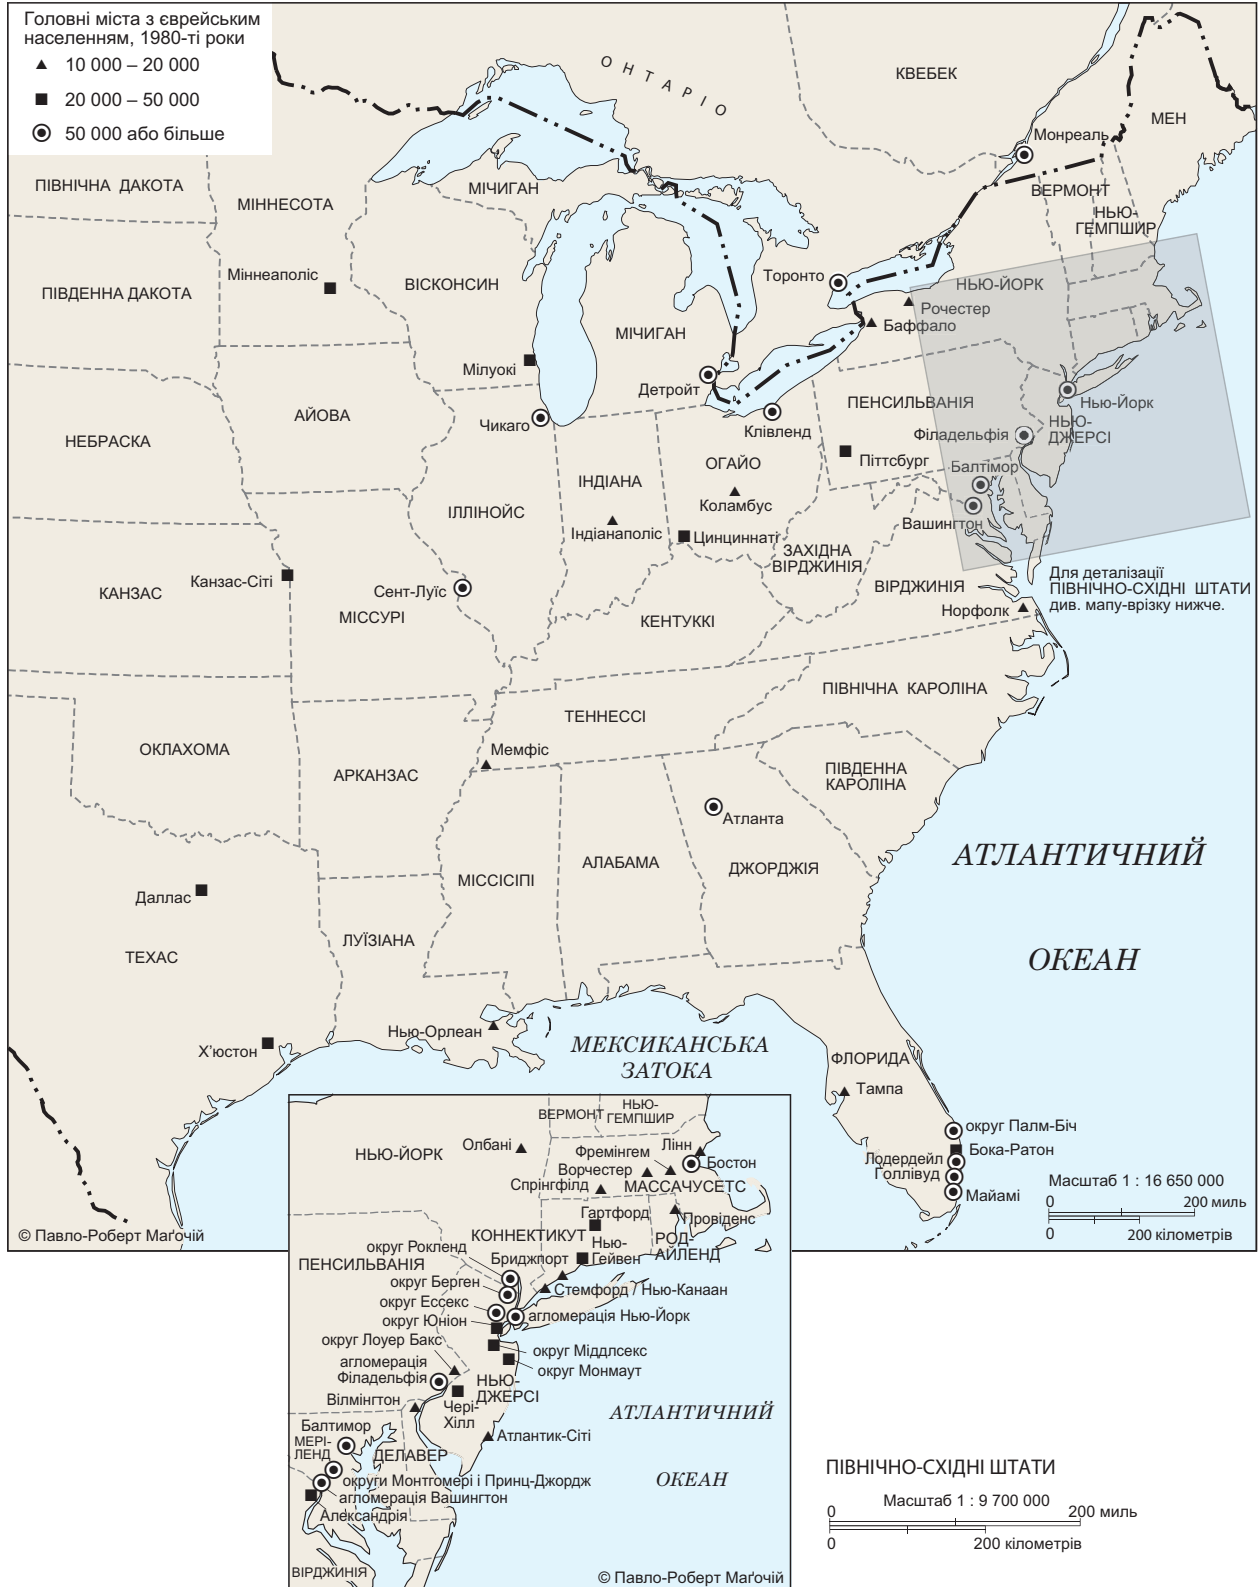 Головні міста з єврейським
населенням, 1980-ті роки
10 000 – 20 000
20 000 – 50 000
50 000 або більше
ОНТАРІО
КВЕБЕК
МЕН
Монреаль
ПІВНІЧНА ДАКОТА
МІННЕСОТА
МІЧИГАН
ВЕРМОНТ
НЬЮ-
ГЕМПШИР
Міннеаполіс
ВІСКОНСИН
Торонто
НЬЮ-ЙОРК
ПІВДЕННА ДАКОТА
Рочестер
Баффало
МІЧИГАН
Мілуокі
Детройт
ПЕНСИЛЬВАНІЯ
Нью-Йорк
АЙОВА
Чикаго
Клівленд
Філадельфія
НЬЮ-
ДЖЕРСІ
НЕБРАСКА
ОГАЙО
Піттсбург
Балтімор
ІНДІАНА
Коламбус
ІЛЛІНОЙС
Індіанаполіс
Цинциннаті
Вашингтон
ЗАХІДНА
ВІРДЖИНІЯ
Канзас-Сіті
КАНЗАС
Сент-Луїс
МІССУРІ
ВІРДЖИНІЯ
Для деталізації
ПІВНІЧНО-СХІДНІ ШТАТИ
див. мапу-врізку нижче.
Норфолк
КЕНТУККІ
ПІВНІЧНА КАРОЛІНА
ТЕННЕССІ
ОКЛАХОМА
Мемфіс
АРКАНЗАС
ПІВДЕННА
КАРОЛІНА
Атланта
АТЛАНТИЧНИЙ
ОКЕАН
АЛАБАМА
ДЖОРДЖІЯ
МІССІСІПІ
Даллас
ЛУЇЗІАНА
ТЕХАС
Нью-Орлеан
Х’юстон
МЕКСИКАНСЬКА
ЗАТОКА
ФЛОРИДА
Тампа
округ Палм-Біч
Бока-Ратон
Лодердейл
Голлівуд
Майамі
Масштаб 1 : 16 650 000
0 200 миль
0 200 кілометрів
© Павло-Роберт Маґочій
ВЕРМОНТ
НЬЮ-
ГЕМПШИР
НЬЮ-ЙОРК
Олбані
Лінн
Фремінгем
Бостон
Ворчестер
Спрінгфілд
МАССАЧУСЕТС
Гартфорд
Провіденс
КОННЕКТИКУТ
Нью-
Гейвен
РОД-
АЙЛЕНД
округ Рокленд
Бриджпорт
ПЕНСИЛЬВАНІЯ
округ Берген
Стемфорд / Нью-Канаан
округ Ессекс
агломерація Нью-Йорк
округ Юніон
округ Лоуер Бакс
округ Міддлсекс
округ Монмаут
агломерація
Філадельфія
НЬЮ-
ДЖЕРСІ
Вілмінгтон
Чері-
Хілл
Балтимор
Атлантик-Сіті
МЕРІ-
ЛЕНД
ДЕЛАВЕР
округи Монтгомері і Принц-Джордж
агломерація Вашингтон
Александрія
АТЛАНТИЧНИЙ
ОКЕАН
ВІРДЖИНІЯ
© Павло-Роберт Маґочій
ПІВНІЧНО-СХІДНІ ШТАТИ
Масштаб 1 : 9 700 000
0 200 миль
0 200 кілометрів